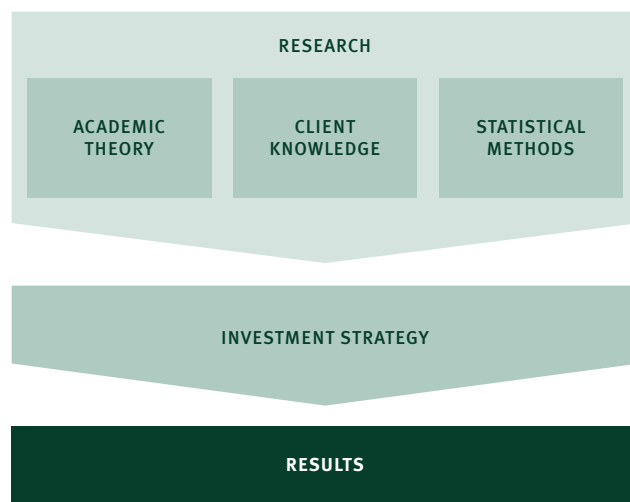 RESEARCH
ACADEMIC
THEORY
CLIENT
KNOWLEDGE
STATISTICAL
METHODS
INVESTMENT STRATEGY
RESULTS